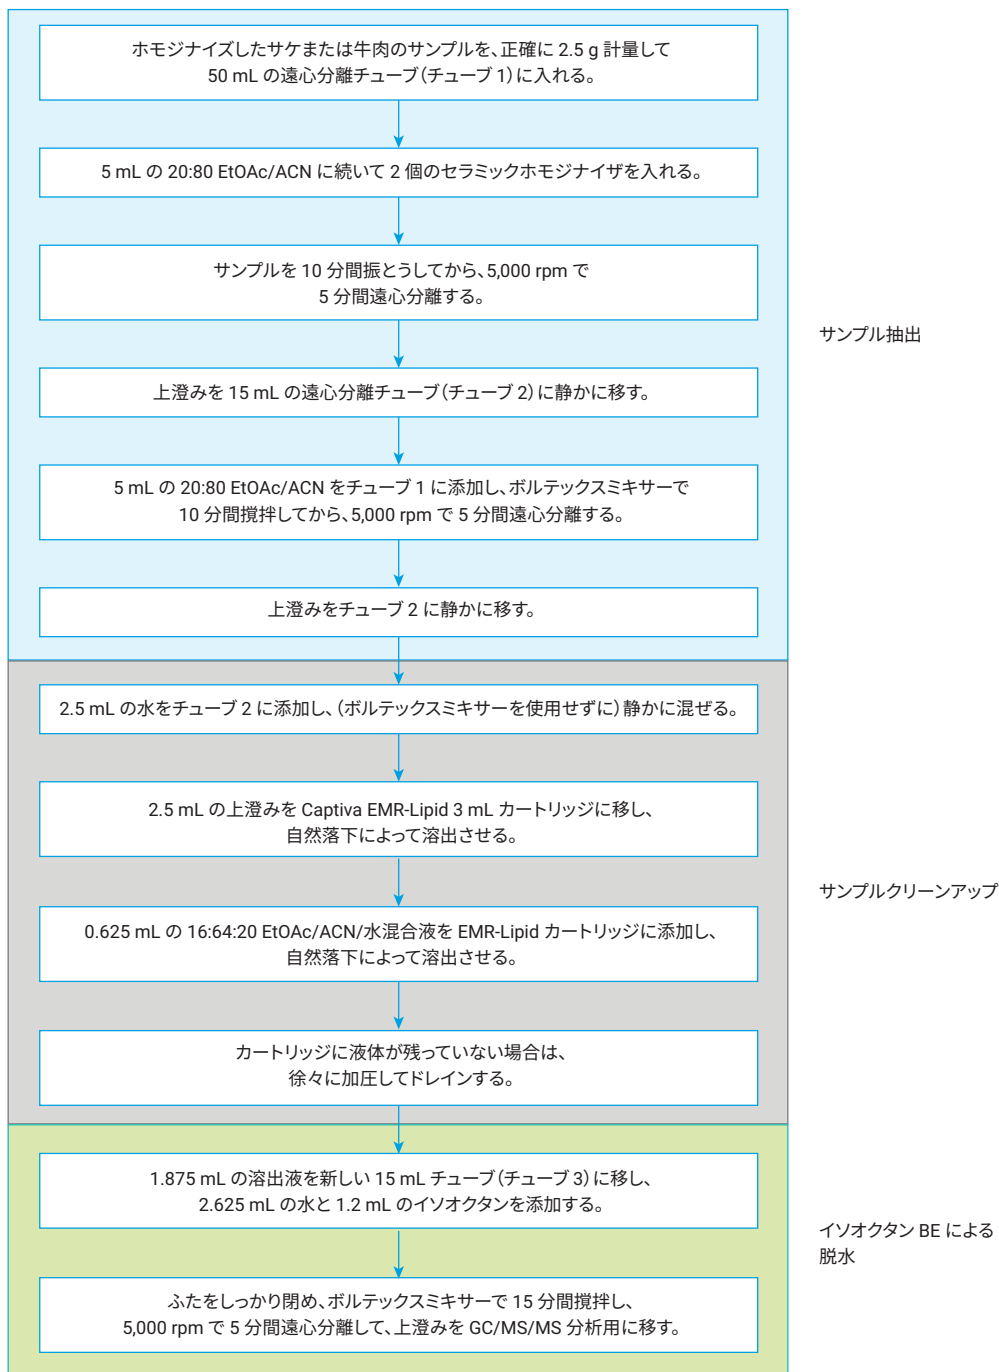 ホモジナイズしたサケまたは牛肉のサンプルを、正確に 2.5 g 計量して
50 mL の遠心分離チューブ（チューブ 1）に入れる。
5 mL の 20:80 EtOAc/ACN に続いて 2 個のセラミックホモジナイザを入れる。
サンプルを 10 分間振とうしてから、5,000 rpm で
5 分間遠心分離する。
サンプル抽出
上澄みを 15 mL の遠心分離チューブ（チューブ 2）に静かに移す。
5 mL の 20:80 EtOAc/ACN をチューブ 1 に添加し、ボルテックスミキサーで
10 分間撹拌してから、5,000 rpm で 5 分間遠心分離する。
上澄みをチューブ 2 に静かに移す。
2.5 mL の水をチューブ 2 に添加し、（ボルテックスミキサーを使用せずに）静かに混ぜる。
2.5 mL の上澄みを Captiva EMR-Lipid 3 mL カートリッジに移し、
自然落下によって溶出させる。
サンプルクリーンアップ
0.625 mL の 16:64:20 EtOAc/ACN/水混合液を EMR-Lipid カートリッジに添加し、
自然落下によって溶出させる。
カートリッジに液体が残っていない場合は、
徐々に加圧してドレインする。
1.875 mL の溶出液を新しい 15 mL チューブ（チューブ 3）に移し、
2.625 mL の水と 1.2 mL のイソオクタンを添加する。
イソオクタン BE による
脱水
ふたをしっかり閉め、ボルテックスミキサーで 15 分間撹拌し、
5,000 rpm で 5 分間遠心分離して、上澄みを GC/MS/MS 分析用に移す。